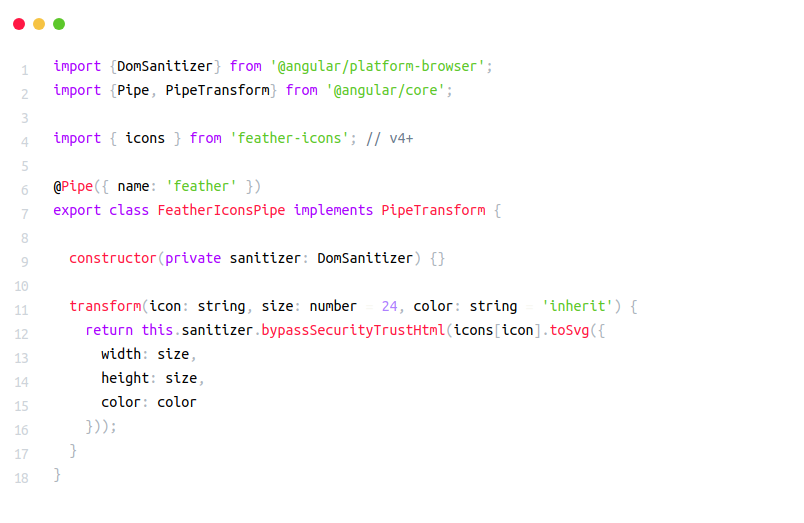 1 import {DomSanitizer} from '@angular/platform-browser';
2 import {Pipe, PipeTransform} from '@angular/core';
3
4 import { icons } from 'feather-icons'; // v4+
5
6 @Pipe({ name: 'feather' })
7 export class FeatherIconsPipe implements PipeTransform {
8
9 constructor(private sanitizer: DomSanitizer) {}
10
11 transform(icon: string, size: number = 24, color: string = 'inherit') {
12 return this.sanitizer.bypassSecurityTrustHtml(icons[icon].toSvg({
13 width: size,
14 height: size,
15 color: color
16 }));
17 }
18 }